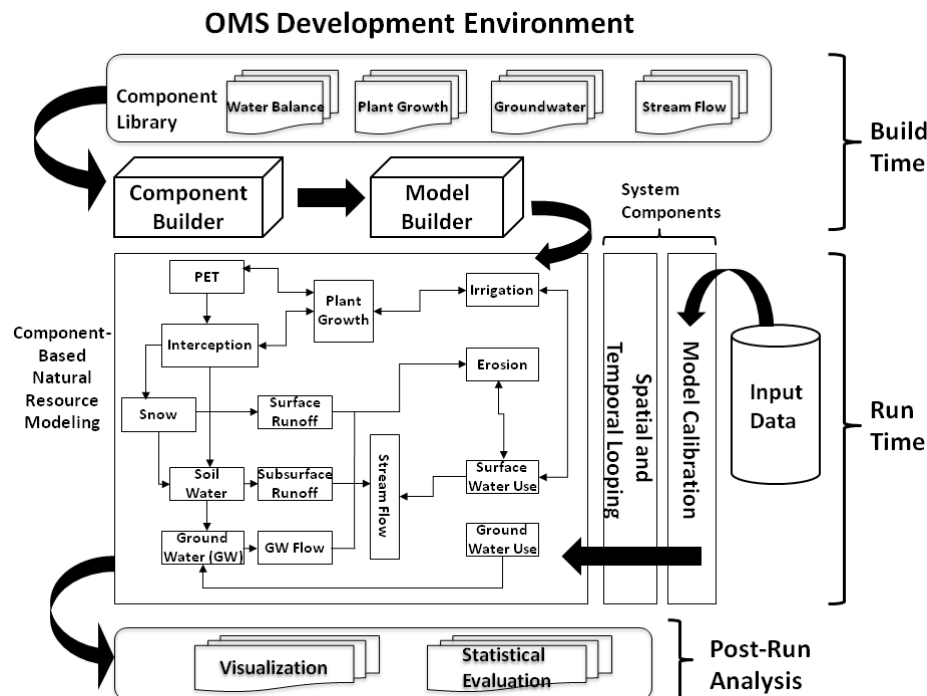 OMS Development Environment
Component
Library
Water Balance
Plant Growth
Groundwater
Stream Flow
Build
Time
Component
Builder
Model
Builder
System
Components
Component-
Based
Natural
Resource
Modeling
PET
Plant
Growth
Irrigation
Interception
Erosion
Snow
Surface
Runoff
Soil
Water
Subsurface
Runoff
Stream Flow
Surface
Water Use
Ground
Water (GW)
GW Flow
Ground
Water Use
Spatial and
Temporal Looping
Model Calibration
Input
Data
Run
Time
Visualization
Statistical
Evaluation
Post-Run
Analysis